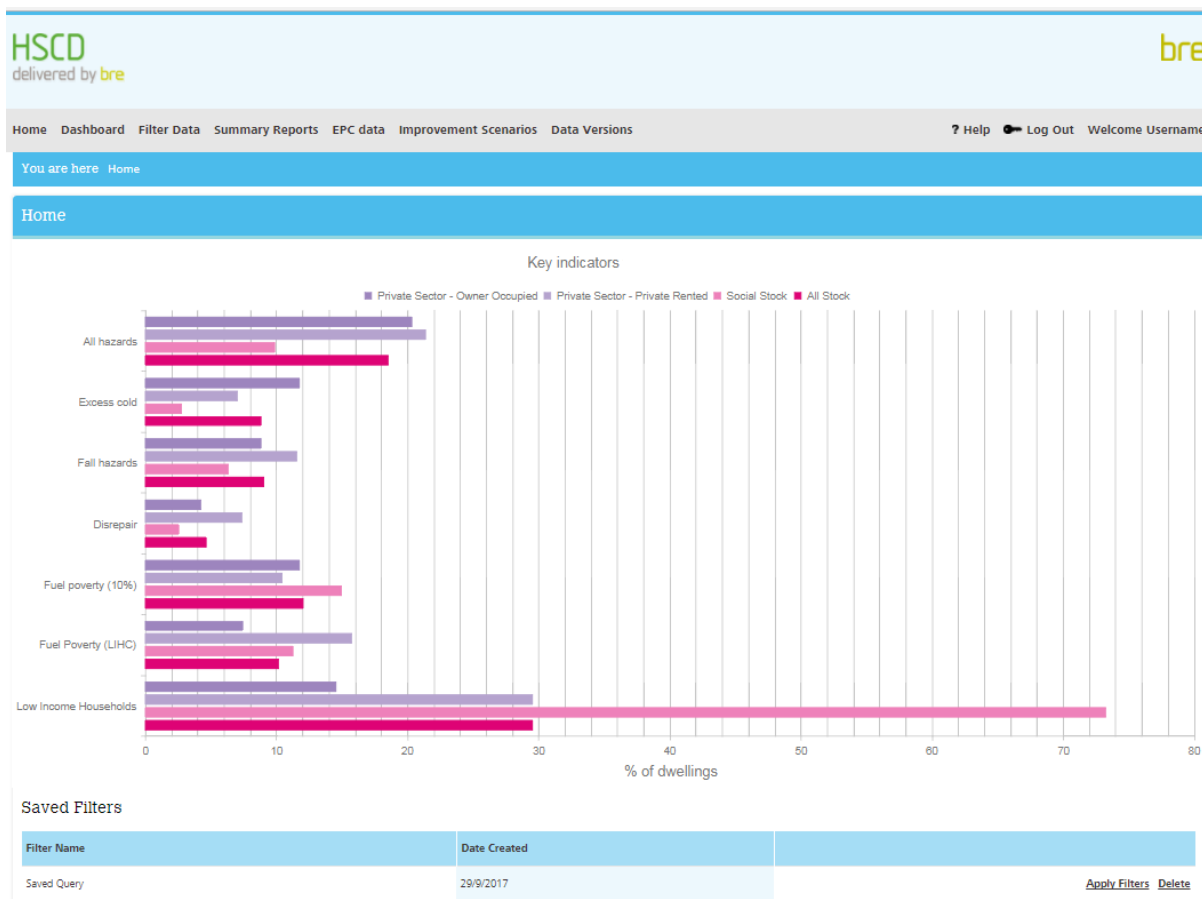 HSCD
delivered by bre
bre
Home Dashboard Filter Data Summary Reports EPC data Improvement Scenarios Data Versions ? Help Log Out Welcome Username
You are here Home
Home
Key indicators
Private Sector - Owner Occupied Private Sector - Private Rented Social Stock All Stock
All hazards
Excess cold
Fall hazards
Disrepair
Fuel poverty (10%)
Fuel Poverty (LIHC)
Low Income Households
0 10 20 30 40 50 60 70 80
% of dwellings
Saved Filters
Filter Name Date Created
Saved Query 29/9/2017 Apply Filters Delete